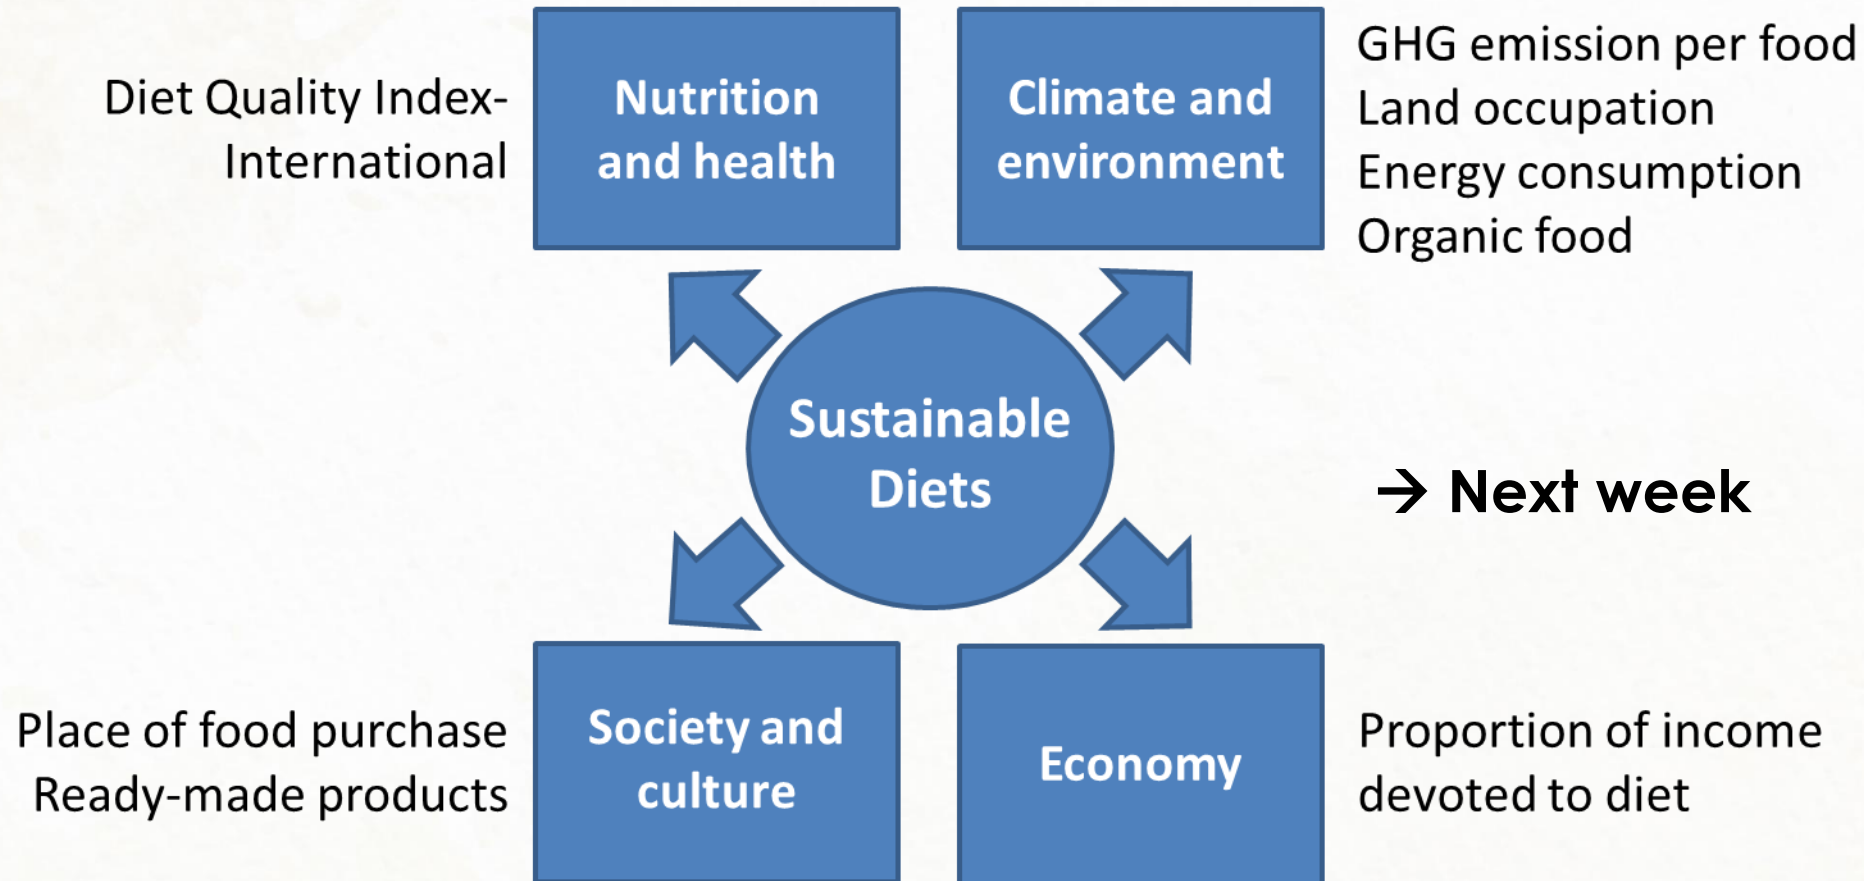 Diet Quality Index-
International
Nutrition
and health
Climate and
environment
GHG emission per food
Land occupation
Energy consumption
Organic food
Sustainable
Diets
→ Next week
Place of food purchase
Ready-made products
Society and
culture
Economy
Proportion of income
devoted to diet